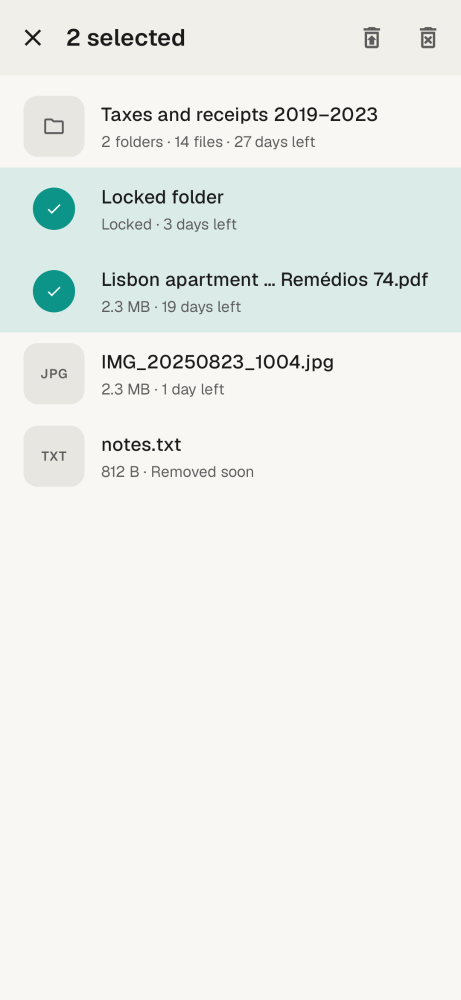 2 selected
Taxes and receipts 2019–2023
2 folders · 14 files · 27 days left
Locked folder
Locked · 3 days left
Lisbon apartment … Remédios 74.pdf
2.3 MB · 19 days left
JPG
IMG_20250823_1004.jpg
2.3 MB · 1 day left
TXT
notes.txt
812 B · Removed soon